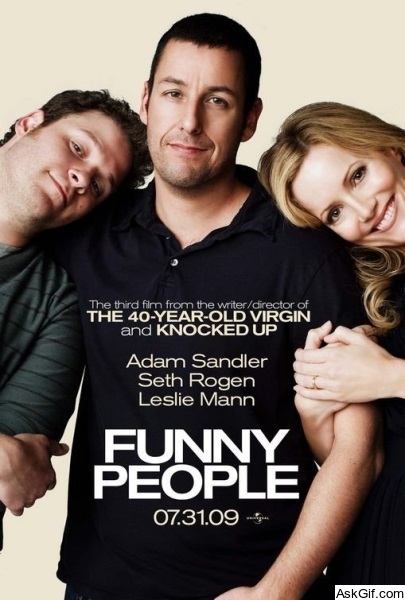 The third film from the writer/director of
THE 40-YEAR-OLD VIRGIN
and KNOCKED UP
Adam Sandler
Seth Rogen
Leslie Mann
FUNNY
PEOPLE
07.31.09
UNIVERSAL
AskGif.com